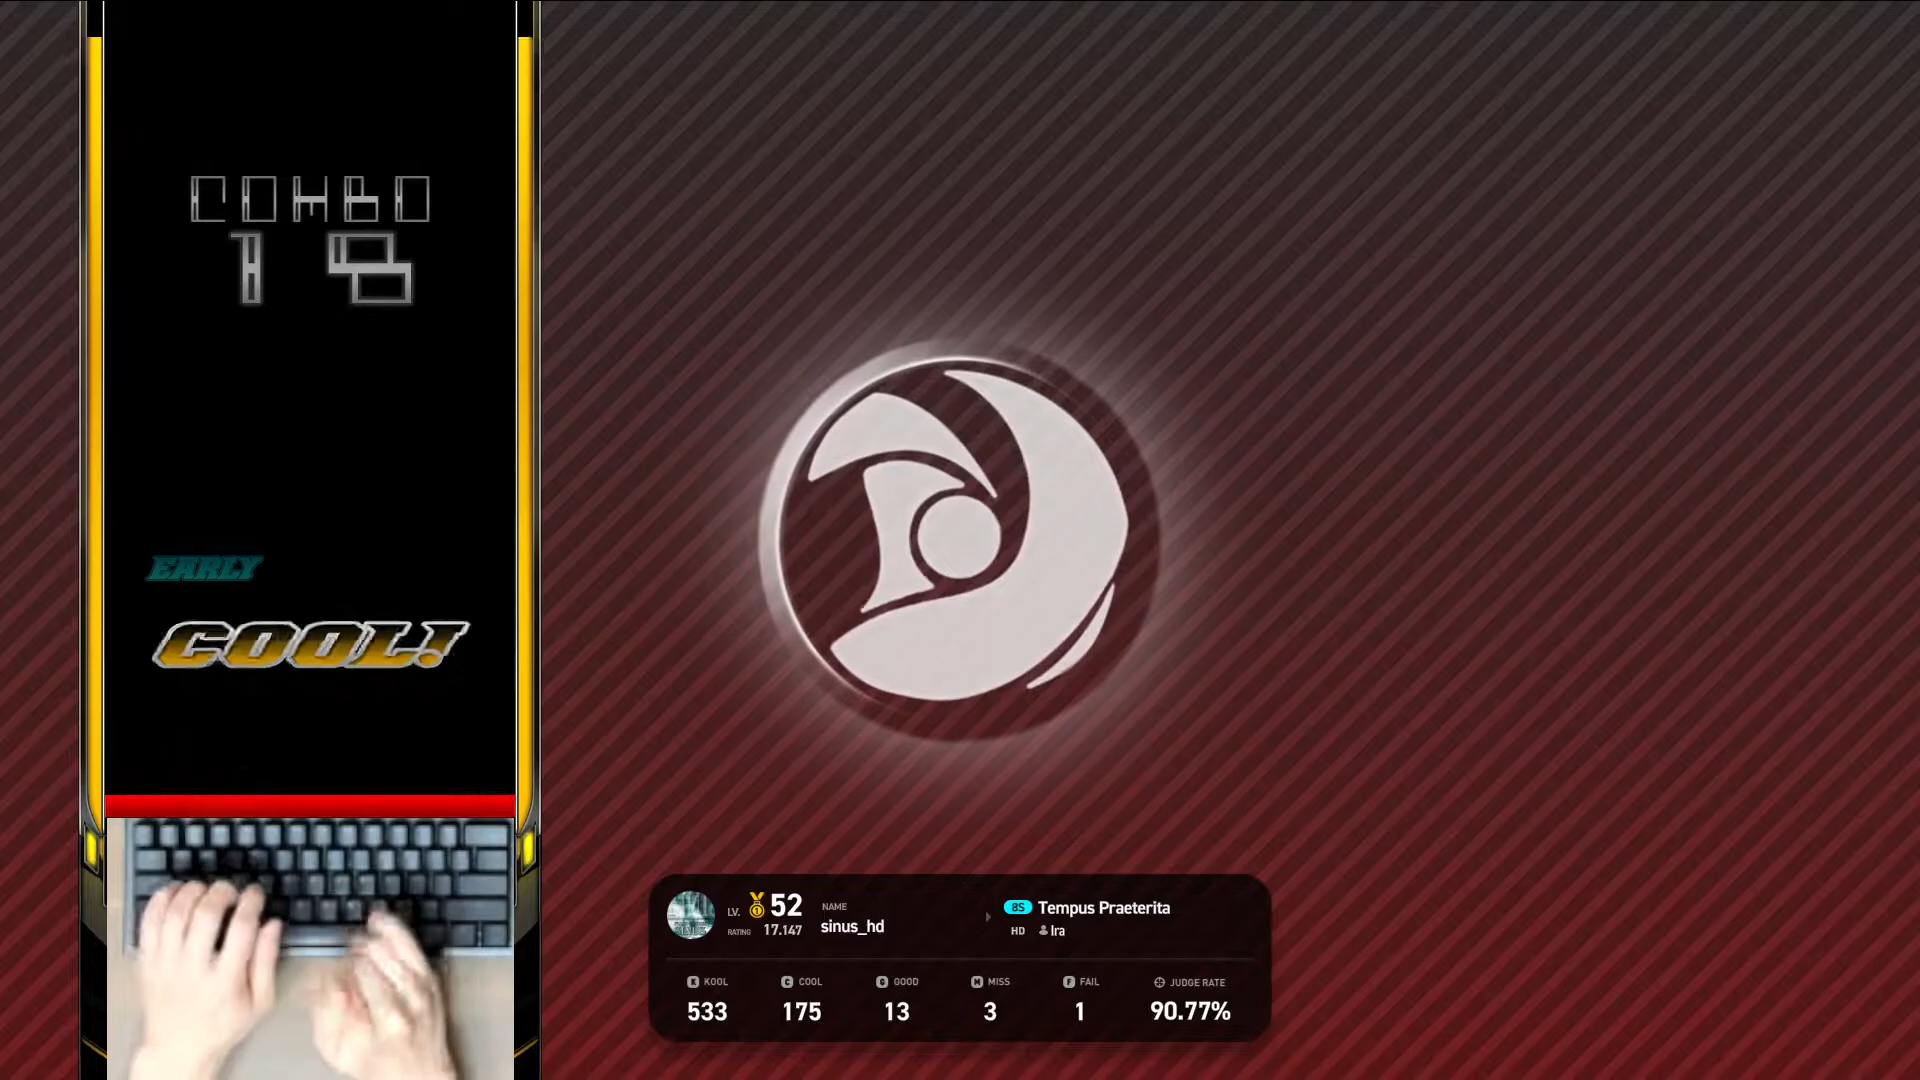 COMBO
18
EARLY
COOL!
LV. 52
RATING 17.147
NAME
sinus_hd
8S Tempus Praeterita
HD Ira
K KOOL
533
C COOL
175
G GOOD
13
M MISS
3
F FAIL
1
JUDGE RATE
90.77%